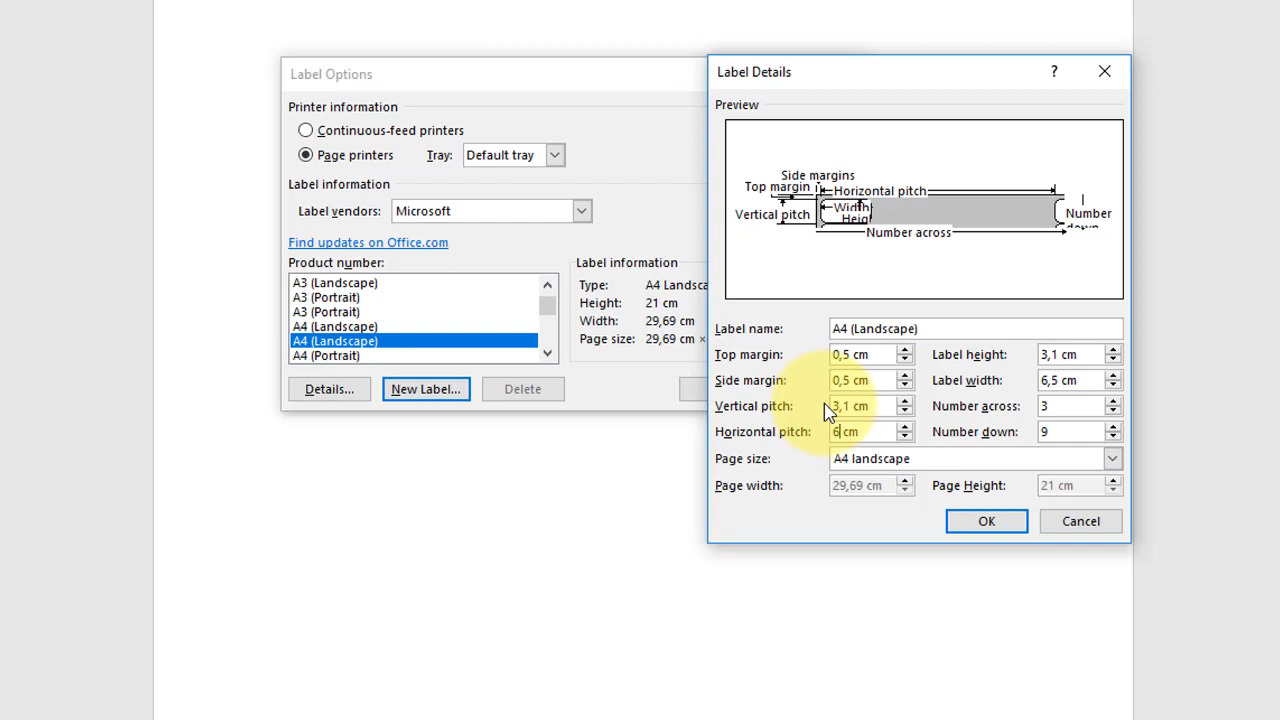 Label Options
Printer information
Continuous-feed printers
Page printers
Tray:
Default tray
Label information
Label vendors:
Microsoft
Find updates on Office.com
Product number:
A3 (Landscape)
A3 (Portrait)
A3 (Portrait)
A4 (Landscape)
A4 (Landscape)
A4 (Portrait)
Label information
Type: A4 Landsca
Height: 21 cm
Width: 29,69 cm
Page size: 29,69 cm ×
Details...
New Label...
Delete
Label Details
?
Preview
Side margins
Top margin
Horizontal pitch
Vertical pitch
Width
Heig
Number across
Number
Label name: A4 (Landscape)
Top margin: 0,5 cm Label height: 3,1 cm
Side margin: 0,5 cm Label width: 6,5 cm
Vertical pitch: 3,1 cm Number across: 3
Horizontal pitch: 6 cm Number down: 9
Page size: A4 landscape
Page width: 29,69 cm Page Height: 21 cm
OK
Cancel